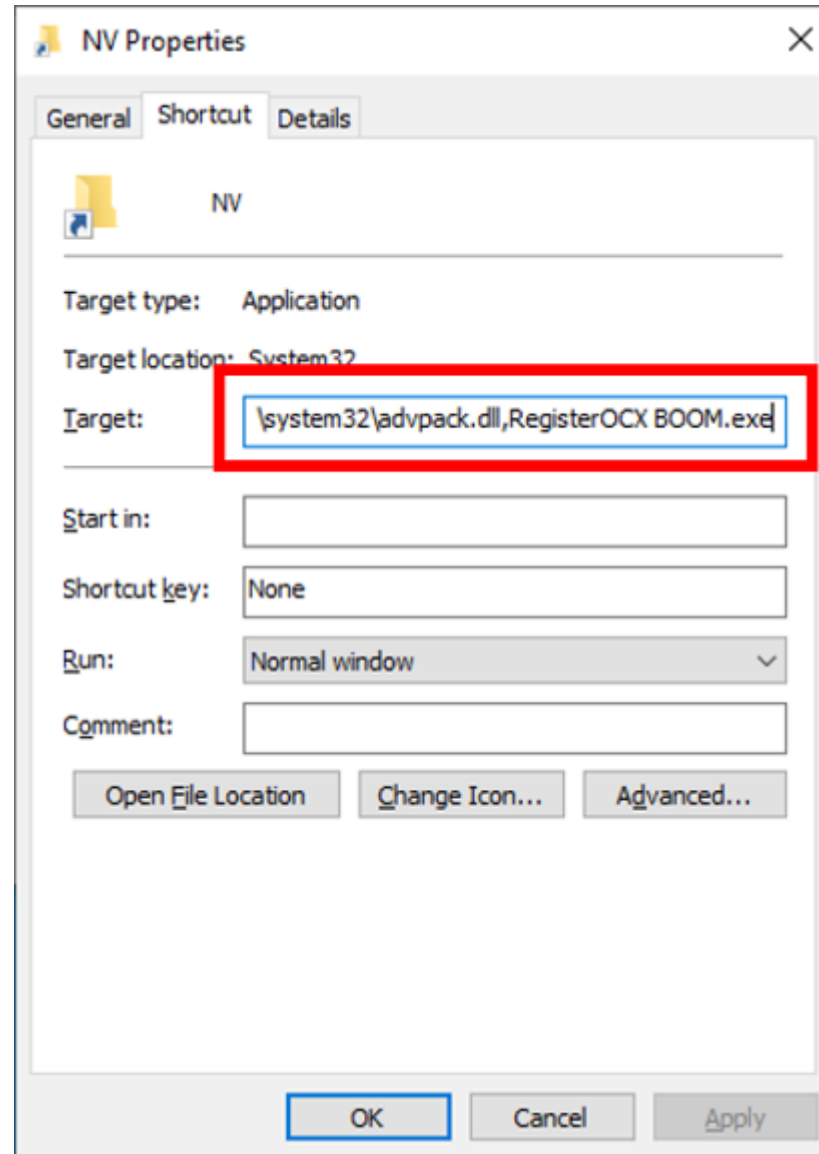 NV Properties
General Shortcut Details
NV
Target type: Application
Target location: System32
Target: \system32\advpack.dll,RegisterOCX BOOM.exe
Start in:
Shortcut key: None
Run: Normal window
Comment:
Open File Location Change Icon... Advanced...
OK Cancel Apply